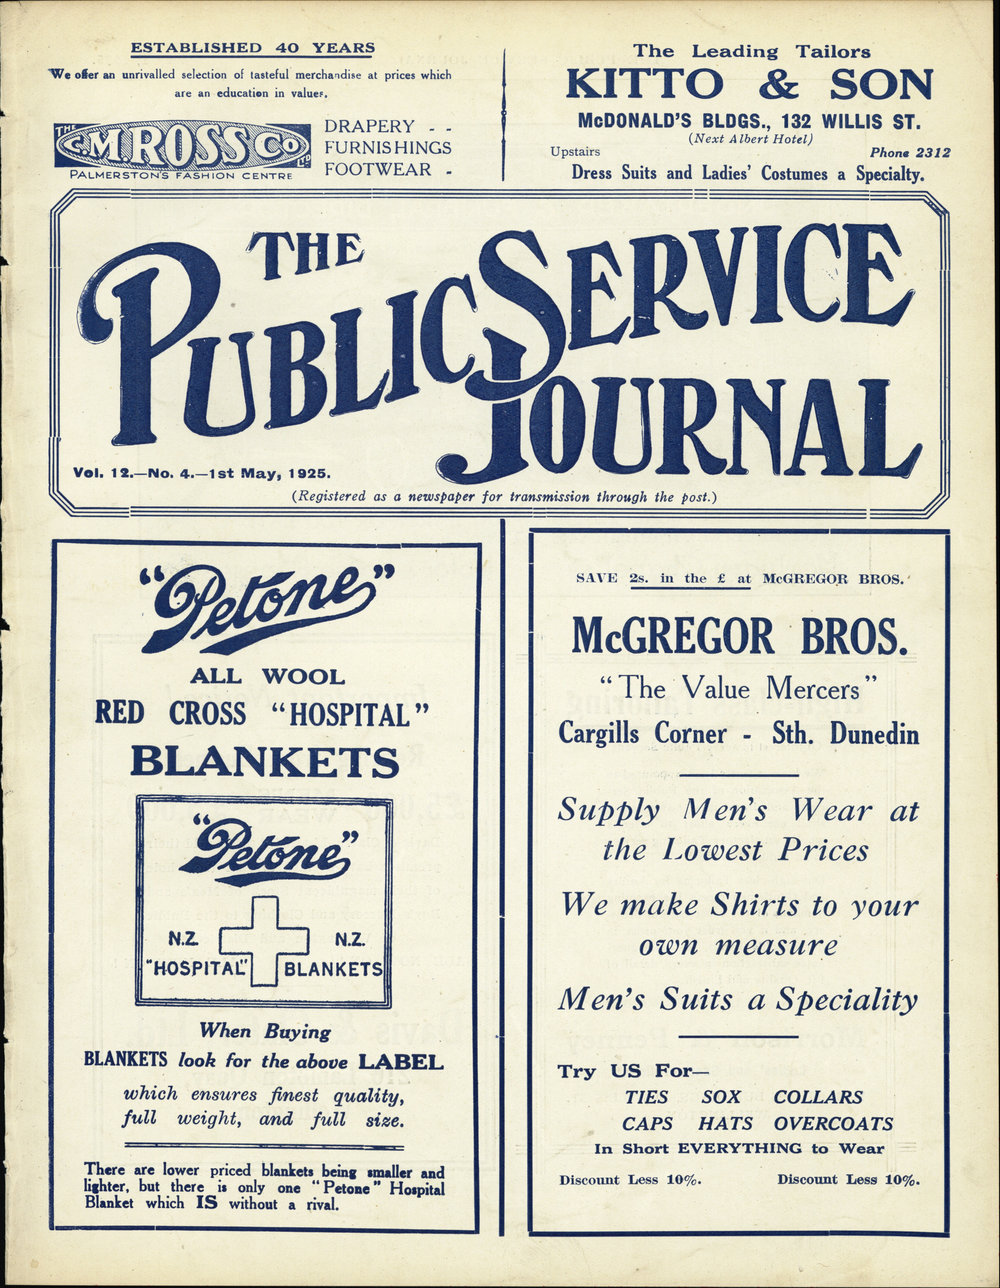 ESTABLISHED 40 YEARS
We offer an unrivalled selection of tasteful merchandise at prices which
are an education in values.
THE C.M. ROSS CO LTD
PALMERSTON'S FASHION CENTRE
DRAPERY - -
FURNISHINGS
FOOTWEAR -
The Leading Tailors
KITTO & SON
McDONALD'S BLDGS., 132 WILLIS ST.
(Next Albert Hotel)
Upstairs Phone 2312
Dress Suits and Ladies' Costumes a Specialty.
THE
PUBLIC SERVICE
JOURNAL
Vol. 12.—No. 4.—1st May, 1925.
(Registered as a newspaper for transmission through the post.)
"Petone"
ALL WOOL
RED CROSS "HOSPITAL"
BLANKETS
"Petone"
N.Z. N.Z.
"HOSPITAL" BLANKETS
When Buying
BLANKETS look for the above LABEL
which ensures finest quality,
full weight, and full size.
There are lower priced blankets being smaller and
lighter, but there is only one "Petone" Hospital
Blanket which IS without a rival.
SAVE 2s. in the £ at McGREGOR BROS.
McGREGOR BROS.
"The Value Mercers"
Cargills Corner - Sth. Dunedin
Supply Men's Wear at
the Lowest Prices
We make Shirts to your
own measure
Men's Suits a Speciality
Try US For—
TIES SOX COLLARS
CAPS HATS OVERCOATS
In Short EVERYTHING to Wear
Discount Less 10%. Discount Less 10%.